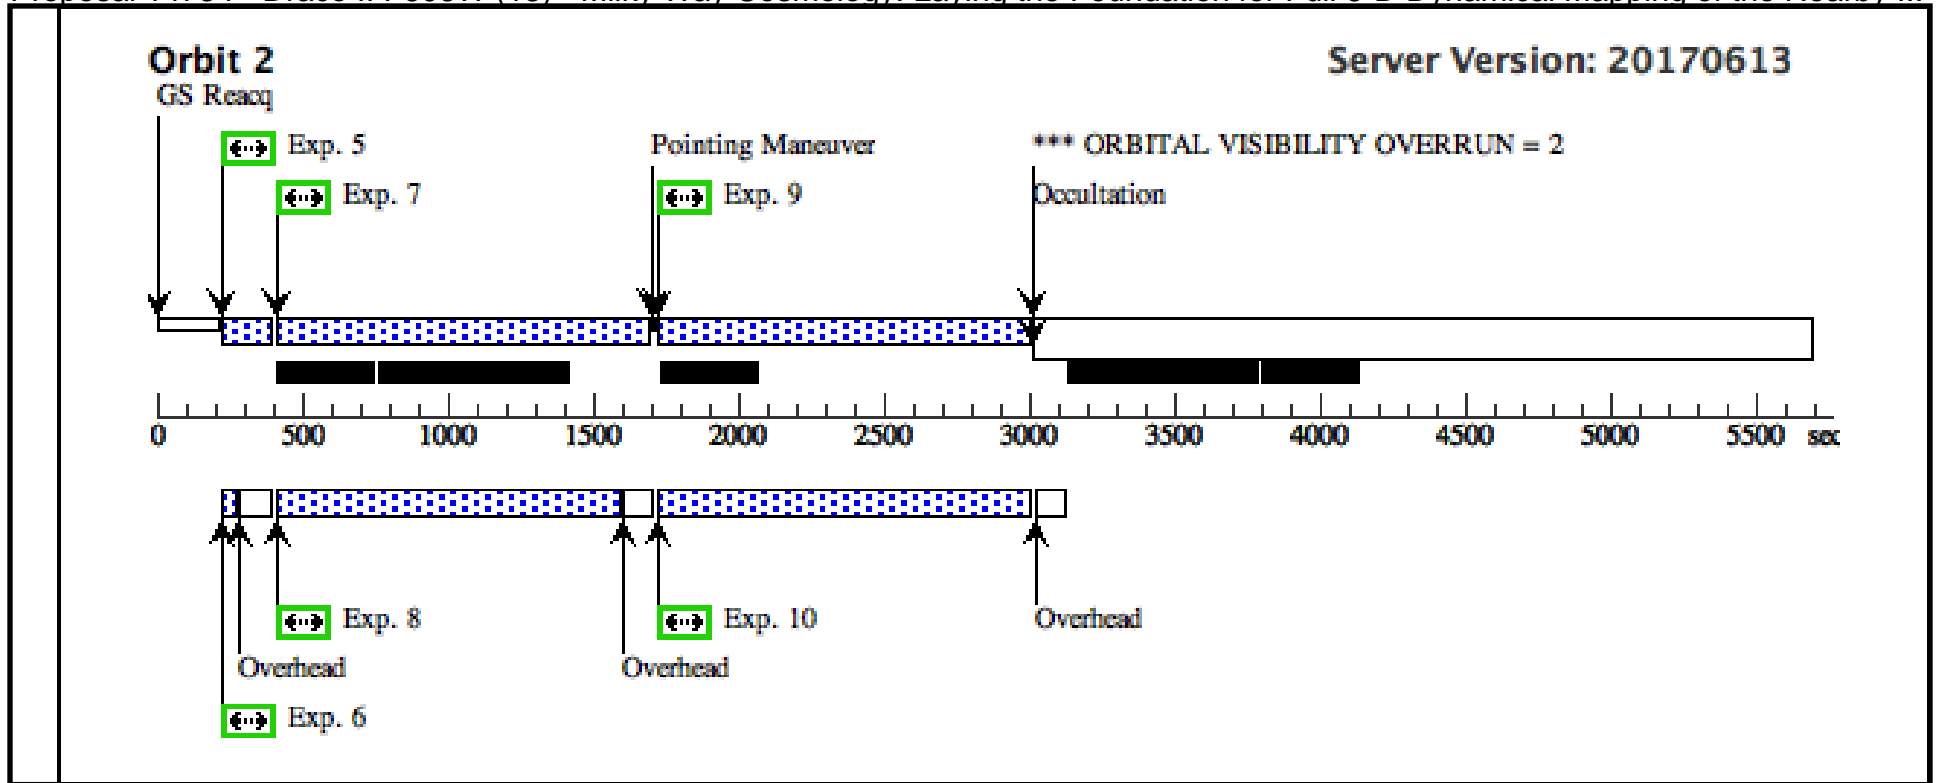 Orbit 2
Server Version: 20170613
GS Reacq
Exp. 5
Pointing Maneuver
*** ORBITAL VISIBILITY OVERRUN = 2
Exp. 7
Exp. 9
Occultation
0 500 1000 1500 2000 2500 3000 3500 4000 4500 5000 5500 sec
Exp. 8
Exp. 10
Overhead
Overhead
Overhead
Exp. 6